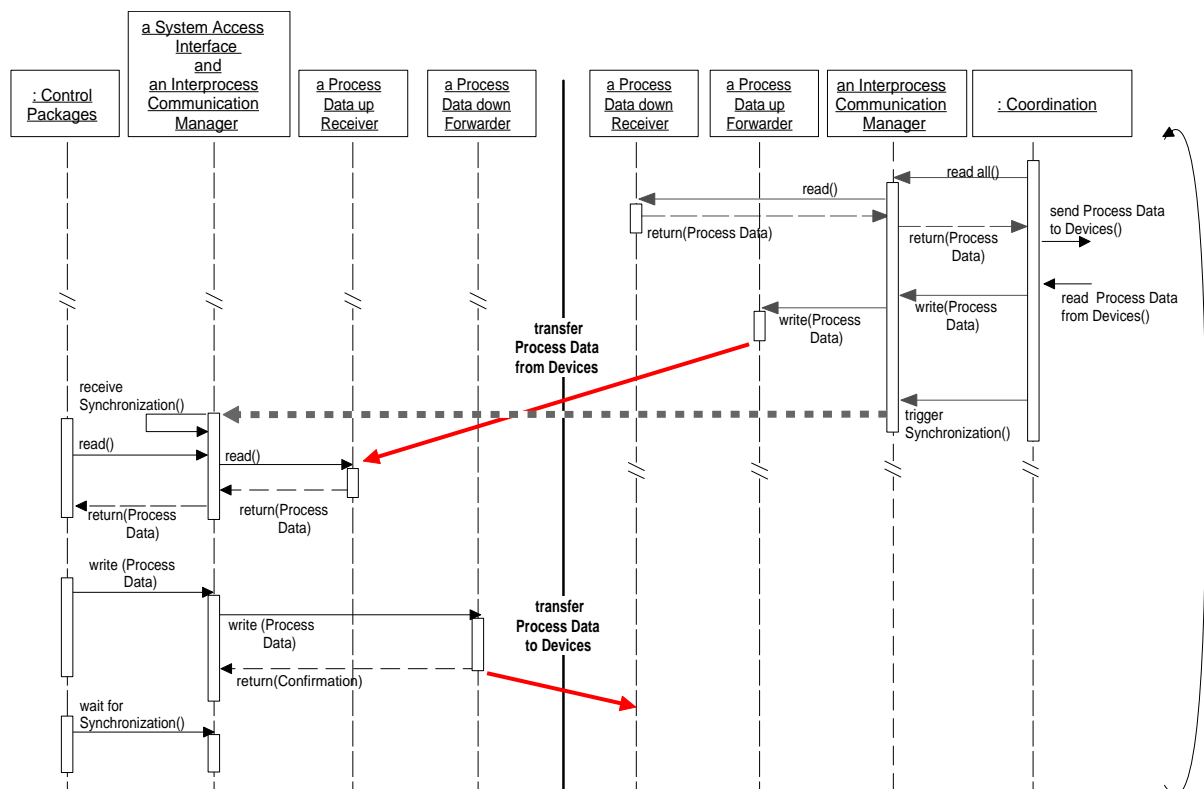 : Control
Packages
a System Access
Interface
and
an Interprocess
Communication
Manager
a Process
Data up
Receiver
a Process
Data down
Forwarder
a Process
Data down
Receiver
a Process
Data up
Forwarder
an Interprocess
Communication
Manager
: Coordination
read all()
read()
return(Process Data)
return(Process
Data)
send Process Data
to Devices()
read Process Data
from Devices()
write(Process
Data)
write(Process
Data)
transfer
Process Data
from Devices
trigger
Synchronization()
receive
Synchronization()
read()
read()
return(Process
Data)
return(Process
Data)
write (Process
Data)
write (Process
Data)
return(Confirmation)
transfer
Process Data
to Devices
wait for
Synchronization()